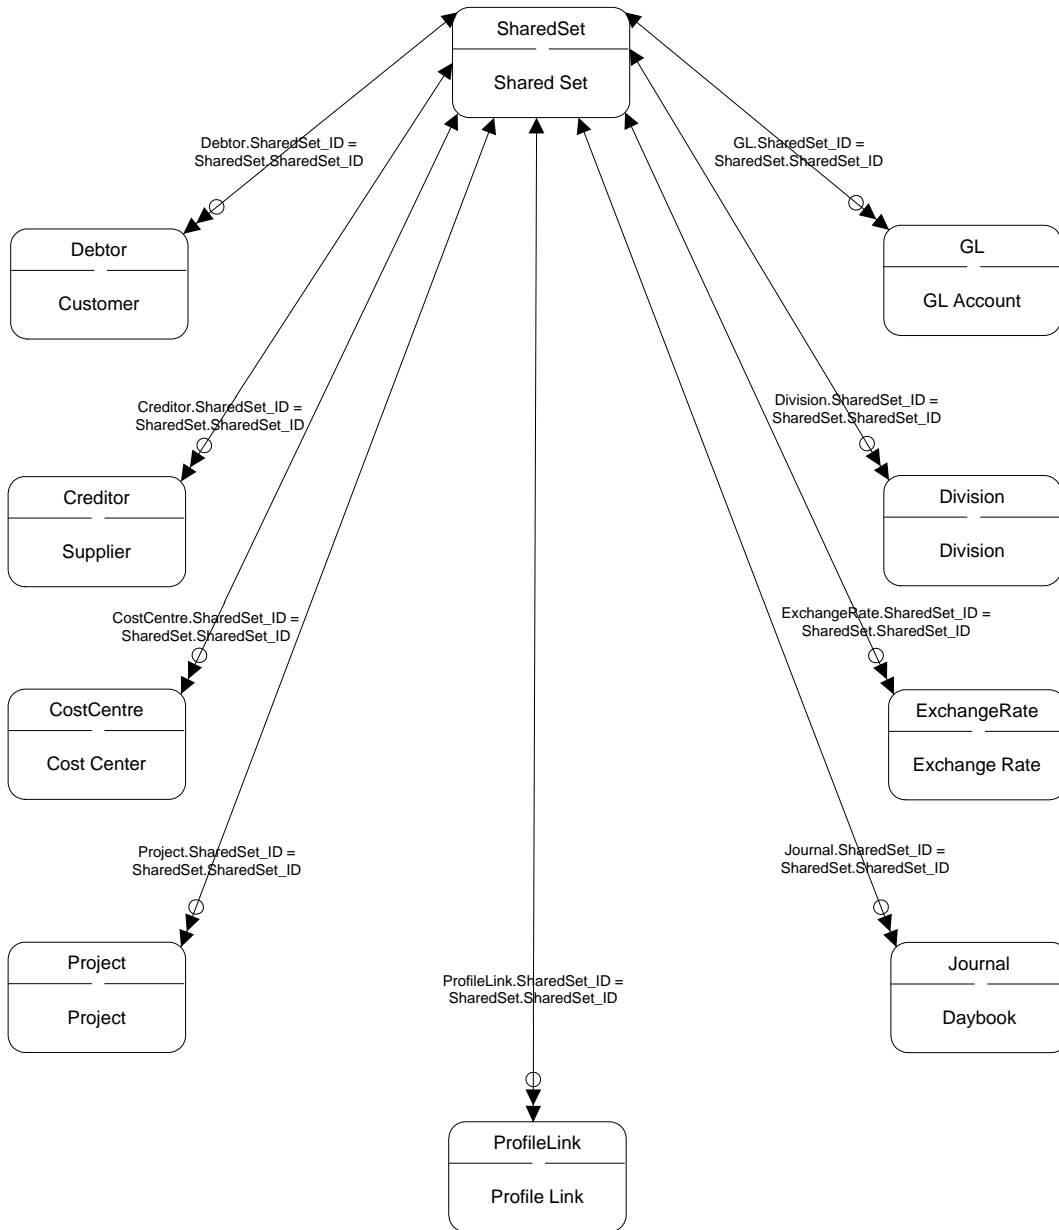 SharedSet
Shared Set
Debtor.SharedSet_ID =
SharedSet.SharedSet_ID
GL.SharedSet_ID =
SharedSet.SharedSet_ID
Debtor
Customer
GL
GL Account
Creditor.SharedSet_ID =
SharedSet.SharedSet_ID
Division.SharedSet_ID =
SharedSet.SharedSet_ID
Creditor
Supplier
Division
Division
CostCentre.SharedSet_ID =
SharedSet.SharedSet_ID
ExchangeRate.SharedSet_ID =
SharedSet.SharedSet_ID
CostCentre
Cost Center
ExchangeRate
Exchange Rate
Project.SharedSet_ID =
SharedSet.SharedSet_ID
Journal.SharedSet_ID =
SharedSet.SharedSet_ID
Project
Project
ProfileLink.SharedSet_ID =
SharedSet.SharedSet_ID
Journal
Daybook
ProfileLink
Profile Link